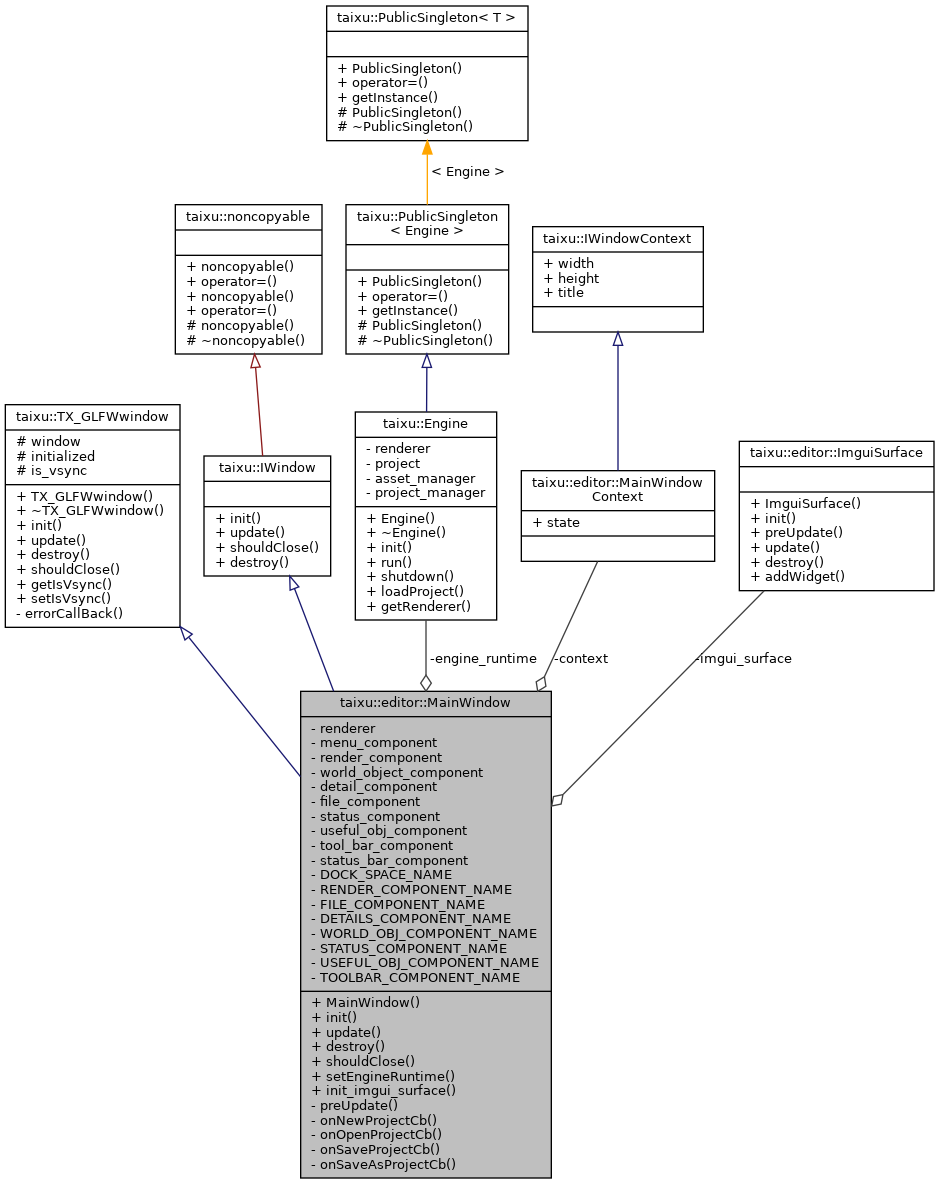 taixu::PublicSingleton< T >
+ PublicSingleton()
+ operator=()
+ getInstance()
# PublicSingleton()
# ~PublicSingleton()
< Engine >
taixu::noncopyable
+ noncopyable()
+ operator=()
+ noncopyable()
+ operator=()
# noncopyable()
# ~noncopyable()
taixu::PublicSingleton
< Engine >
+ PublicSingleton()
+ operator=()
+ getInstance()
# PublicSingleton()
# ~PublicSingleton()
taixu::IWindowContext
+ width
+ height
+ title
taixu::TX_GLFWwindow
# window
# initialized
# is_vsync
+ TX_GLFWwindow()
+ ~TX_GLFWwindow()
+ init()
+ update()
+ destroy()
+ shouldClose()
+ getIsVsync()
+ setIsVsync()
- errorCallBack()
taixu::IWindow
+ init()
+ update()
+ shouldClose()
+ destroy()
taixu::Engine
- renderer
- project
- asset_manager
- project_manager
+ Engine()
+ ~Engine()
+ init()
+ run()
+ shutdown()
+ loadProject()
+ getRenderer()
taixu::editor::MainWindow
Context
+ state
taixu::editor::ImguiSurface
+ ImguiSurface()
+ init()
+ preUpdate()
+ update()
+ destroy()
+ addWidget()
-engine_runtime
-context
-imgui_surface
taixu::editor::MainWindow
- renderer
- menu_component
- render_component
- world_object_component
- detail_component
- file_component
- status_component
- useful_obj_component
- tool_bar_component
- status_bar_component
- DOCK_SPACE_NAME
- RENDER_COMPONENT_NAME
- FILE_COMPONENT_NAME
- DETAILS_COMPONENT_NAME
- WORLD_OBJ_COMPONENT_NAME
- STATUS_COMPONENT_NAME
- USEFUL_OBJ_COMPONENT_NAME
- TOOLBAR_COMPONENT_NAME
+ MainWindow()
+ init()
+ update()
+ destroy()
+ shouldClose()
+ setEngineRuntime()
+ init_imgui_surface()
- preUpdate()
- onNewProjectCb()
- onOpenProjectCb()
- onSaveProjectCb()
- onSaveAsProjectCb()